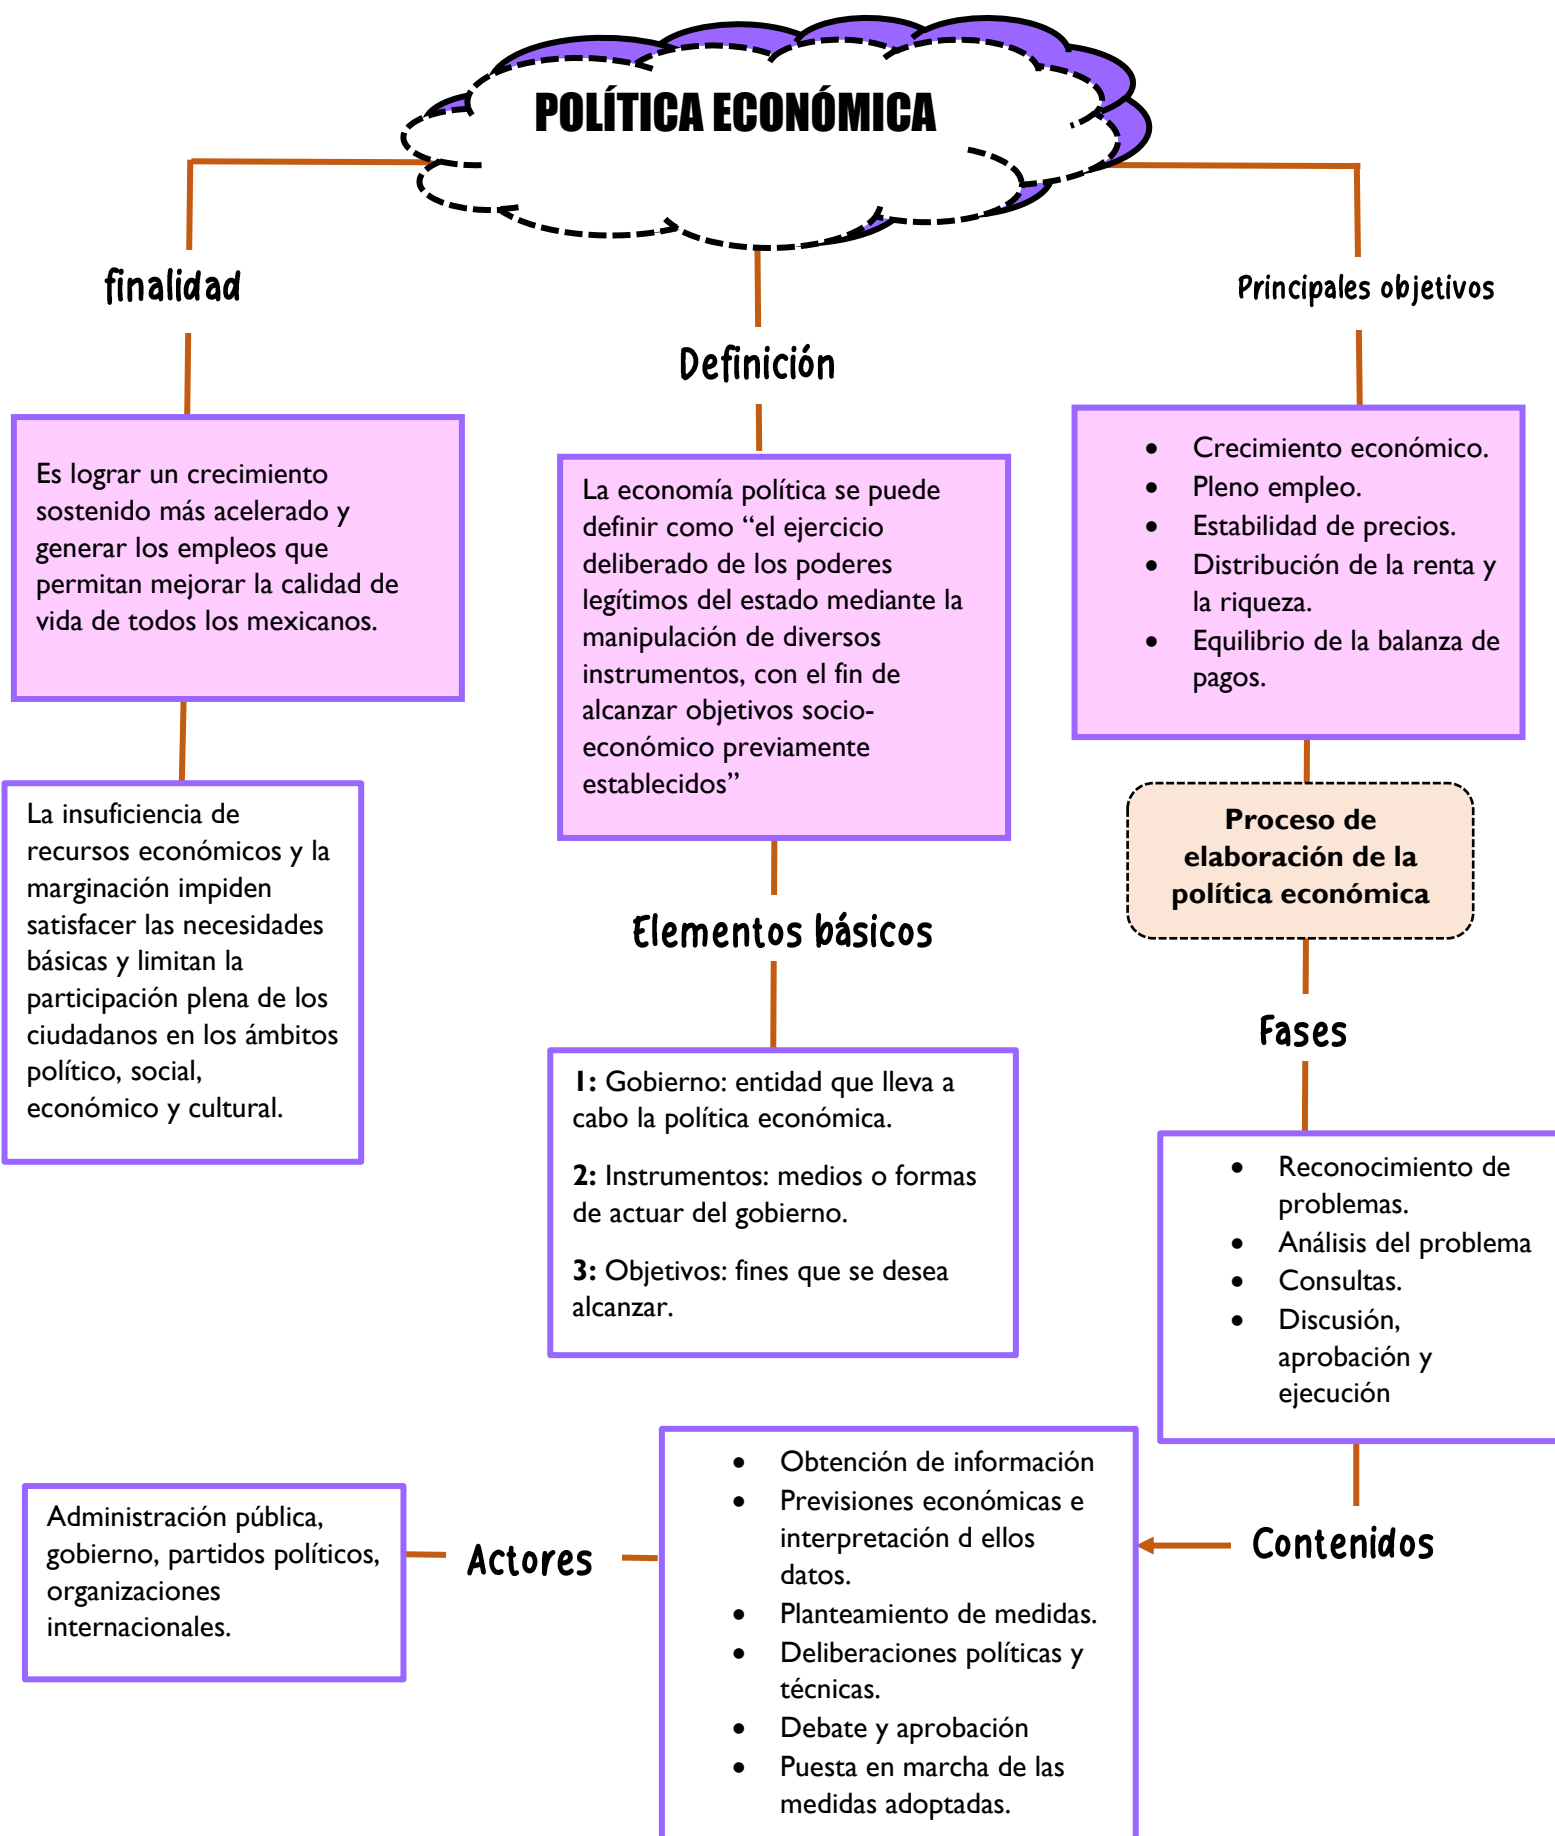 POLÍTICA ECONÓMICA
finalidad
Es lograr un crecimiento
sostenido más acelerado y
generar los empleos que
permitan mejorar la calidad de
vida de todos los mexicanos.
La insuficiencia de
recursos económicos y la
marginación impiden
satisfacer las necesidades
básicas y limitan la
participación plena de los
ciudadanos en los ámbitos
político, social,
económico y cultural.
Definición
La economía política se puede
definir como “el ejercicio
deliberado de los poderes
legítimos del estado mediante la
manipulación de diversos
instrumentos, con el fin de
alcanzar objetivos socio-
económico previamente
establecidos”
Elementos básicos
1: Gobierno: entidad que lleva a
cabo la política económica.
2: Instrumentos: medios o formas
de actuar del gobierno.
3: Objetivos: fines que se desea
alcanzar.
Principales objetivos
• Crecimiento económico.
• Pleno empleo.
• Estabilidad de precios.
• Distribución de la renta y
la riqueza.
• Equilibrio de la balanza de
pagos.
Proceso de
elaboración de la
política económica
Fases
• Reconocimiento de
problemas.
• Análisis del problema
• Consultas.
• Discusión,
aprobación y
ejecución
Contenidos
• Obtención de información
• Previsiones económicas e
interpretación d ellos
datos.
• Planteamiento de medidas.
• Deliberaciones políticas y
técnicas.
• Debate y aprobación
• Puesta en marcha de las
medidas adoptadas.
Actores
Administración pública,
gobierno, partidos políticos,
organizaciones
internacionales.